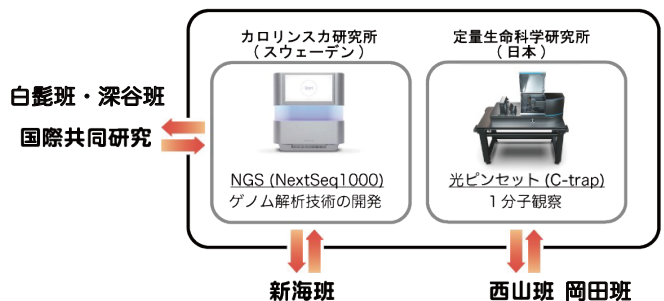 カロリンスカ研究所
（スウェーデン）
定量生命科学研究所
（日本）
白髭班・深谷班
国際共同研究
NGS (NextSeq1000)
ゲノム解析技術の開発
光ピンセット (C-trap)
1分子観察
新海班
西山班 岡田班